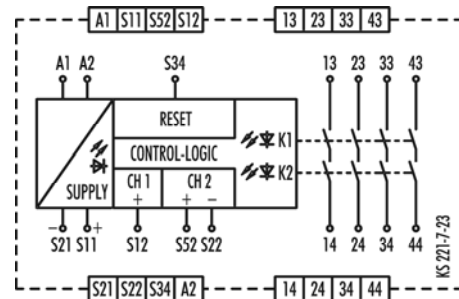 A1 S11 S52 S12 13 23 33 43
A1 A2 S34 13 23 33 43
RESET
CONTROL-LOGIC K1
SUPPLY CH 1 CH 2 K2
+ + −
− S21 S11 + S12 S52 S22 14 24 34 44
KS 221-7-23
S21 S22 S34 A2 14 24 34 44